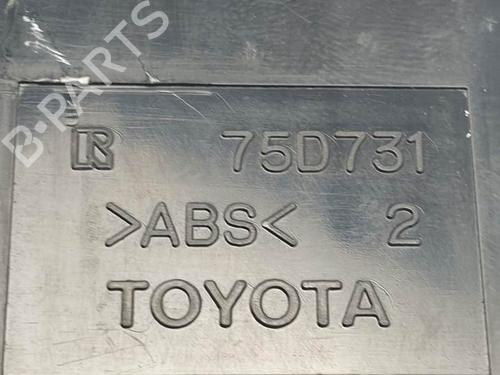 B-PARTS
R 75D731
>ABS< 2
TOYOTA